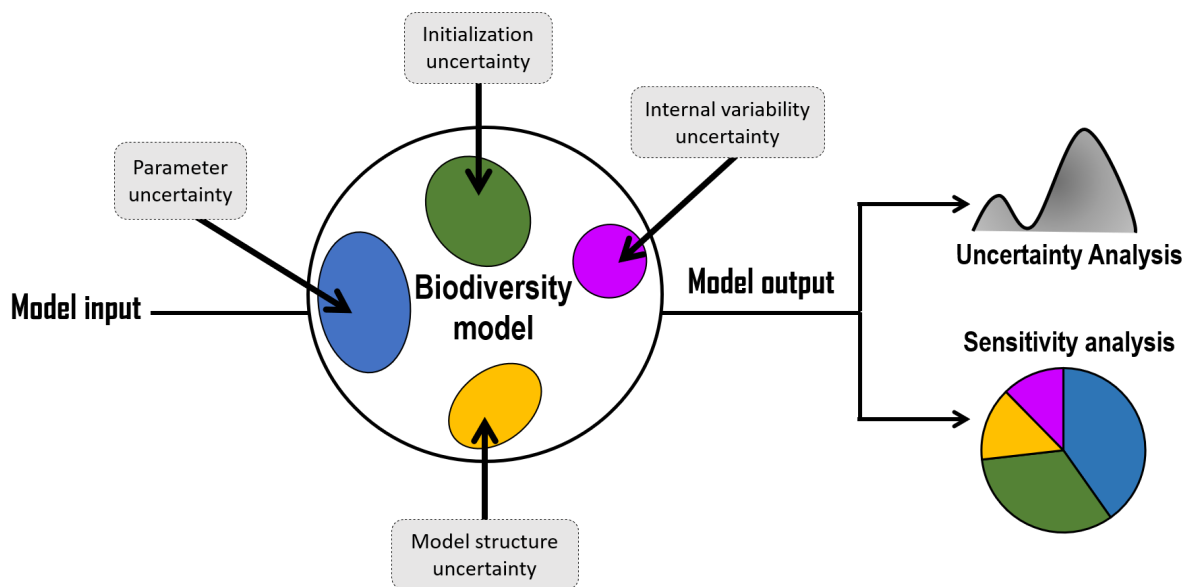 Initialization
uncertainty
Internal variability
uncertainty
Parameter
uncertainty
Model input
Biodiversity
model
Model output
Uncertainty Analysis
Sensitivity analysis
Model structure
uncertainty